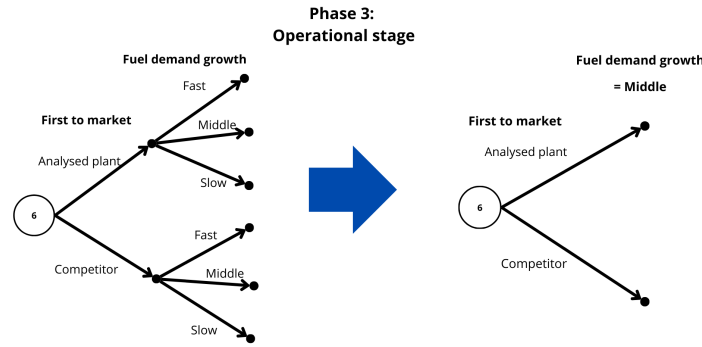 Phase 3:
Operational stage
Fuel demand growth
Fast
First to market
Middle
Analysed plant
Slow
6
Fast
Competitor
Middle
Slow
Fuel demand growth
= Middle
First to market
Analysed plant
6
Competitor